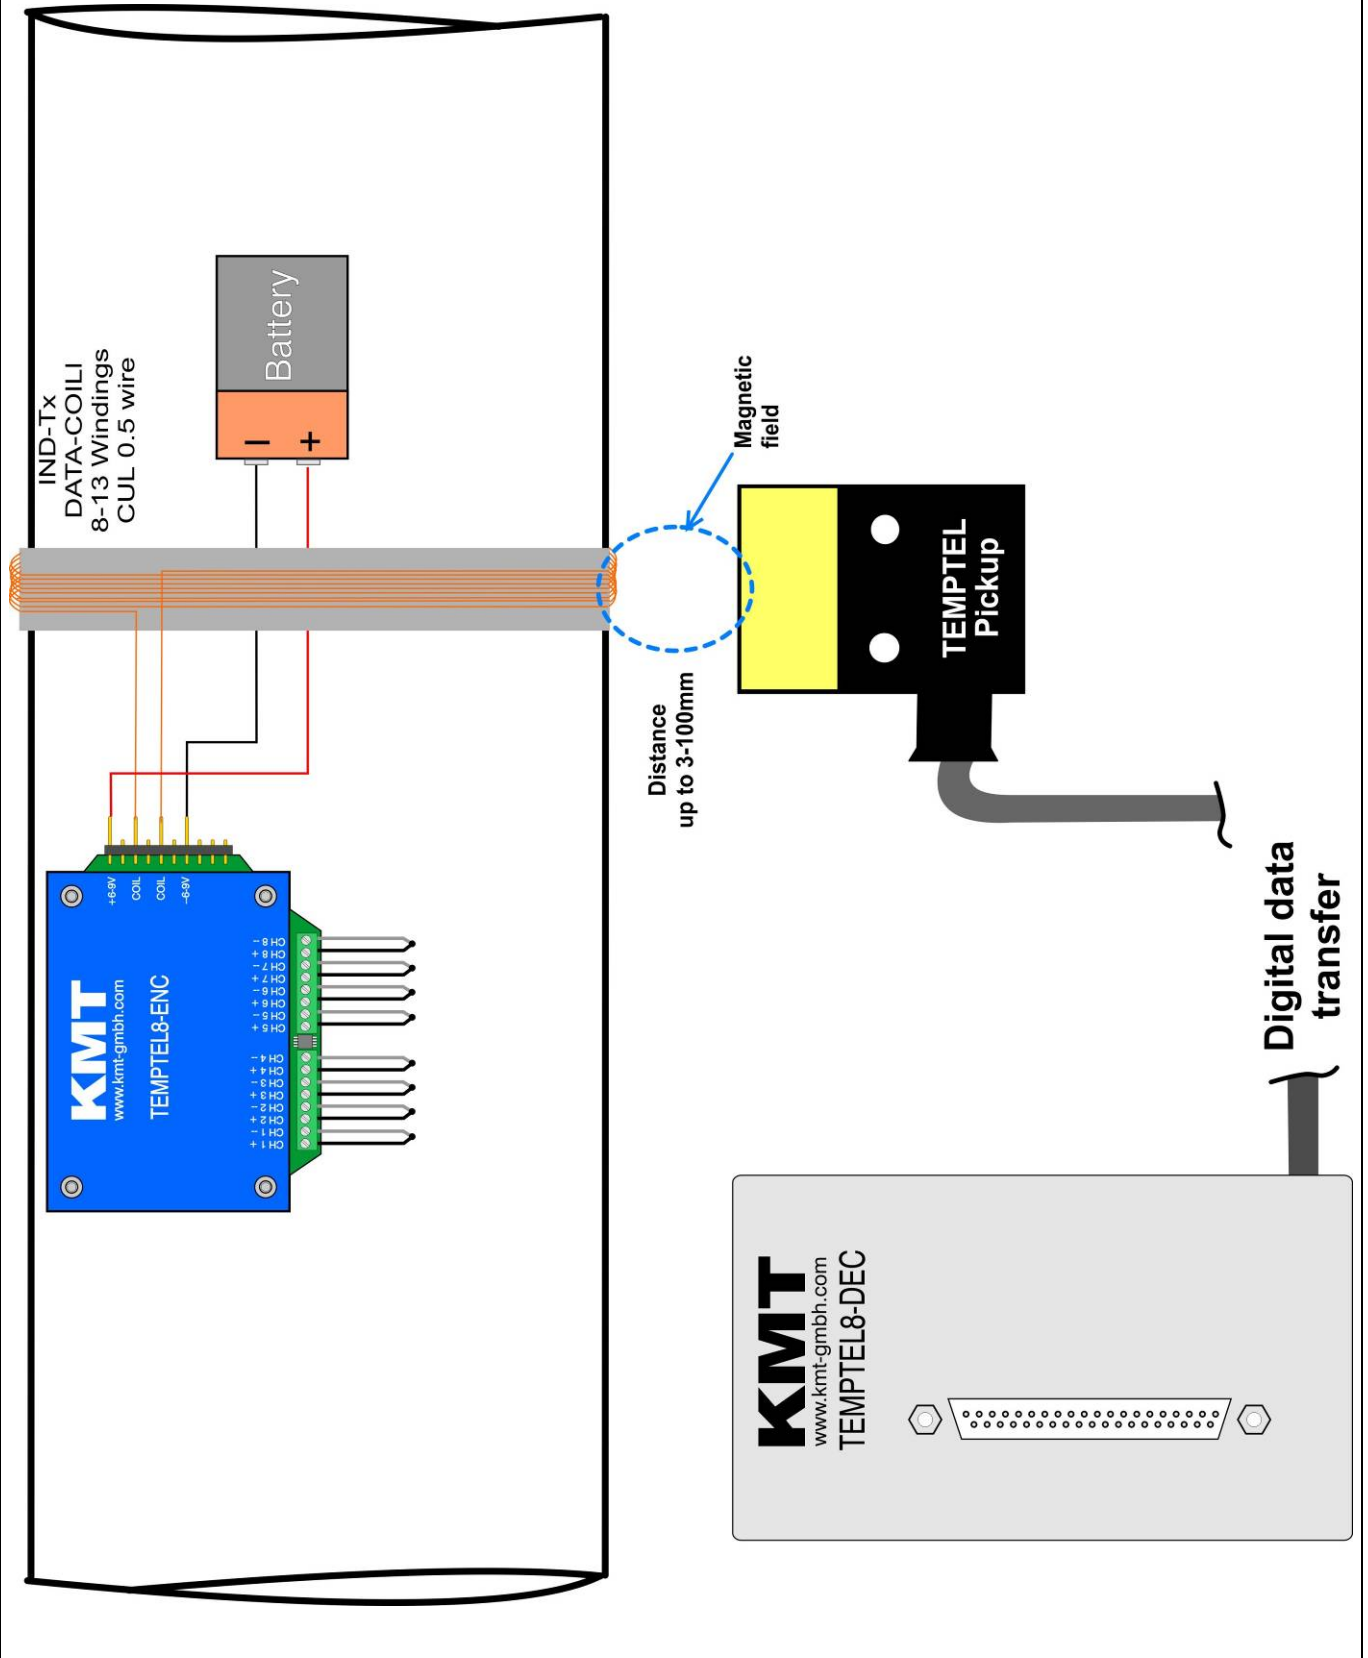 IND-Tx
DATA-COILI
8-13 Windings
CUL 0.5 wire
Battery
–
+
Magnetic
field
Distance
up to 3-100mm
TEMPTEL
Pickup
Digital data
transfer
+6-9V
COIL
COIL
-6-9V
KMT
www.kmt-gmbh.com
TEMPTEL8-ENC
CH 8 -
CH 8 +
CH 7 -
CH 7 +
CH 6 -
CH 6 +
CH 5 -
CH 5 +
CH 4 -
CH 4 +
CH 3 -
CH 3 +
CH 2 -
CH 2 +
CH 1 -
CH 1 +
KMT
www.kmt-gmbh.com
TEMPTEL8-DEC